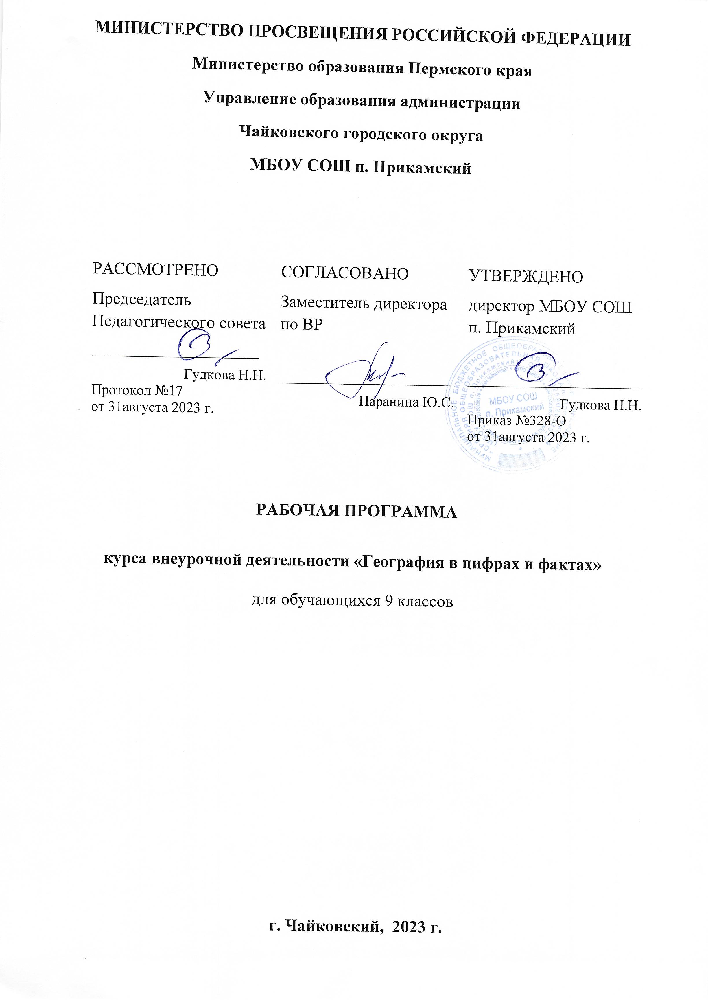 МИНИСТЕРСТВО ПРОСВЕЩЕНИЯ РОССИЙСКОЙ ФЕДЕРАЦИИ
Министерство образования Пермского края
Управление образования администрации
Чайковского городского округа
МБОУ СОШ п. Прикамский
РАССМОТРЕНО
Председатель
Педагогического совета
Гудкова Н.Н.
Протокол №17
от 31августа 2023 г.
СОГЛАСОВАНО
Заместитель директора
по ВР
Паранина Ю.С.
УТВЕРЖДЕНО
директор МБОУ СОШ
п. Прикамский
Гудкова Н.Н.
Приказ №328-О
от 31августа 2023 г.
МУНИЦИПАЛЬНОЕ БЮДЖЕТНОЕ
МБОУ СОШ
п. Прикамский
РАБОЧАЯ ПРОГРАММА
курса внеурочной деятельности «География в цифрах и фактах»
для обучающихся 9 классов
г. Чайковский, 2023 г.